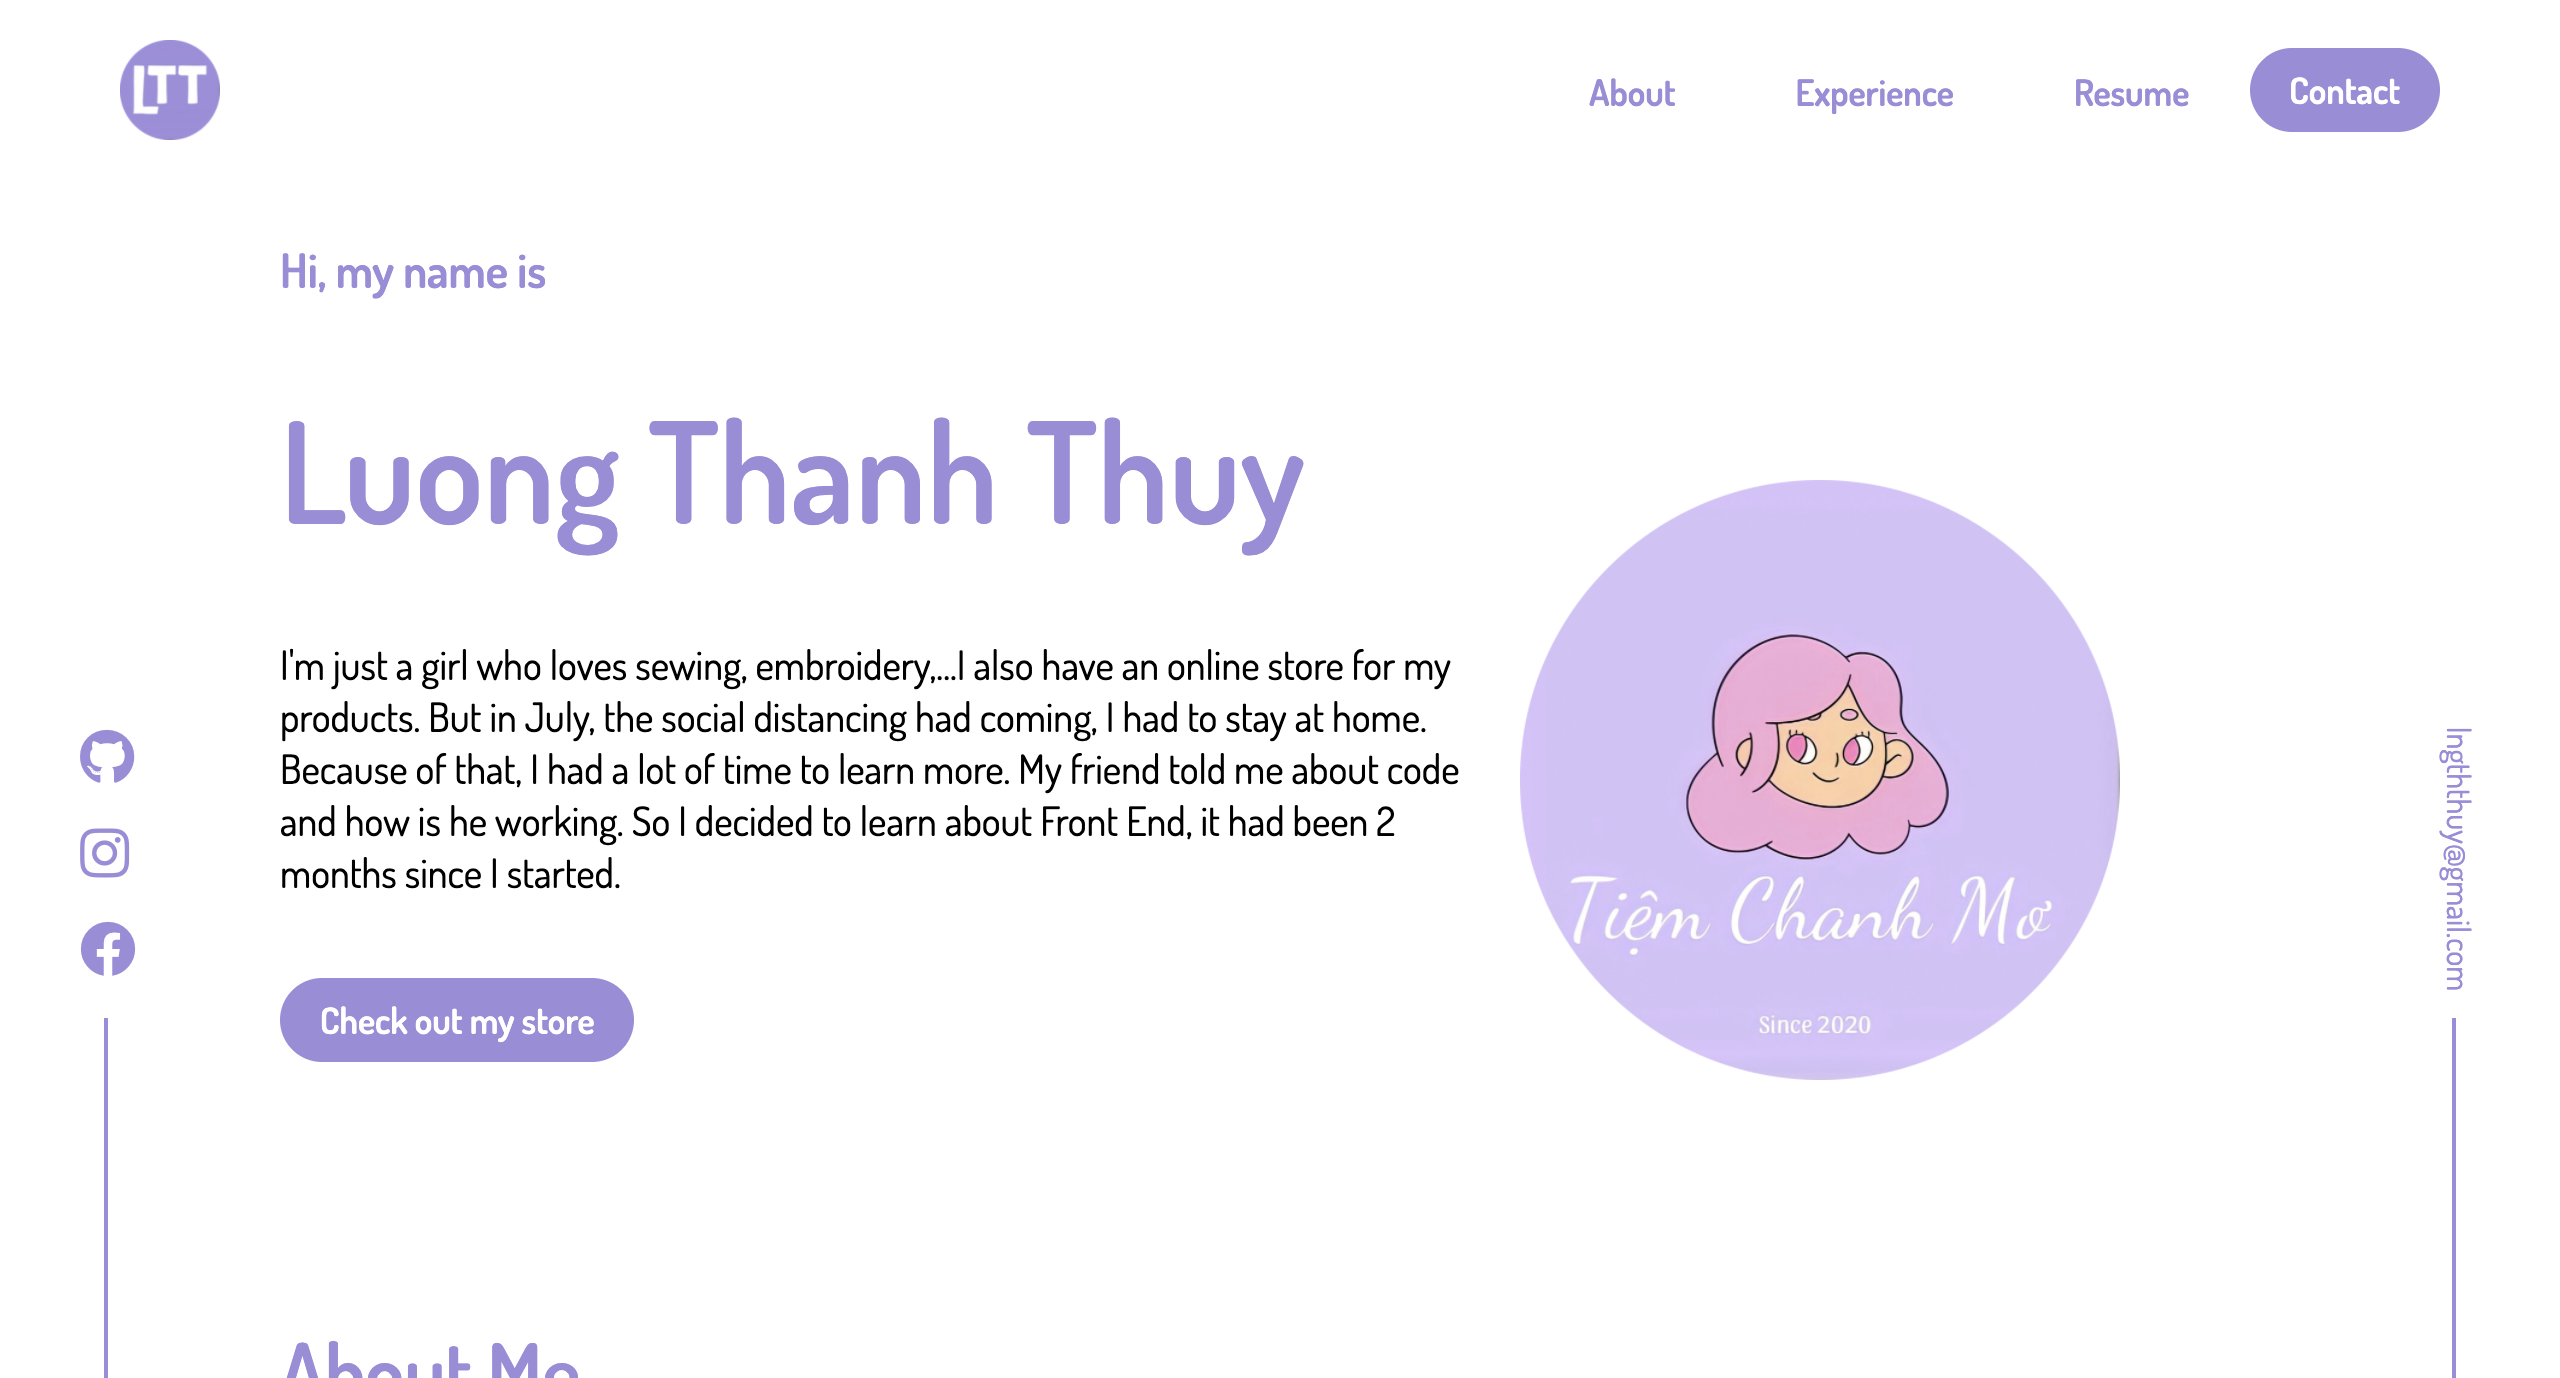 LTT
About
Experience
Resume
Contact
Hi, my name is
Luong Thanh Thuy
I'm just a girl who loves sewing, embroidery,...I also have an online store for my
products. But in July, the social distancing had coming, I had to stay at home.
Because of that, I had a lot of time to learn more. My friend told me about code
and how is he working. So I decided to learn about Front End, it had been 2
months since I started.
Check out my store
Tiệm Chanh Mơ
Since 2020
lngththuy@gmail.com
About Me